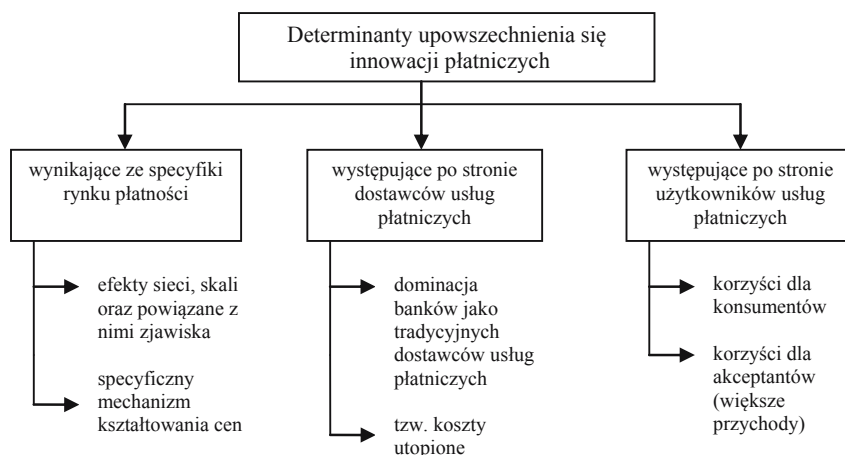 Determinanty upowszechnienia się
innowacji płatniczych
wynikające ze specyfiki
rynku płatności
efekty sieci, skali
oraz powiązane z
nimi zjawiska
specyficzny
mechanizm
kształtowania cen
występujące po stronie
dostawców usług
płatniczych
dominacja
banków jako
tradycyjnych
dostawców usług
płatniczych
tzw. koszty
utopione
występujące po stronie
użytkowników usług
płatniczych
korzyści dla
konsumentów
korzyści dla
akceptantów
(większe
przychody)